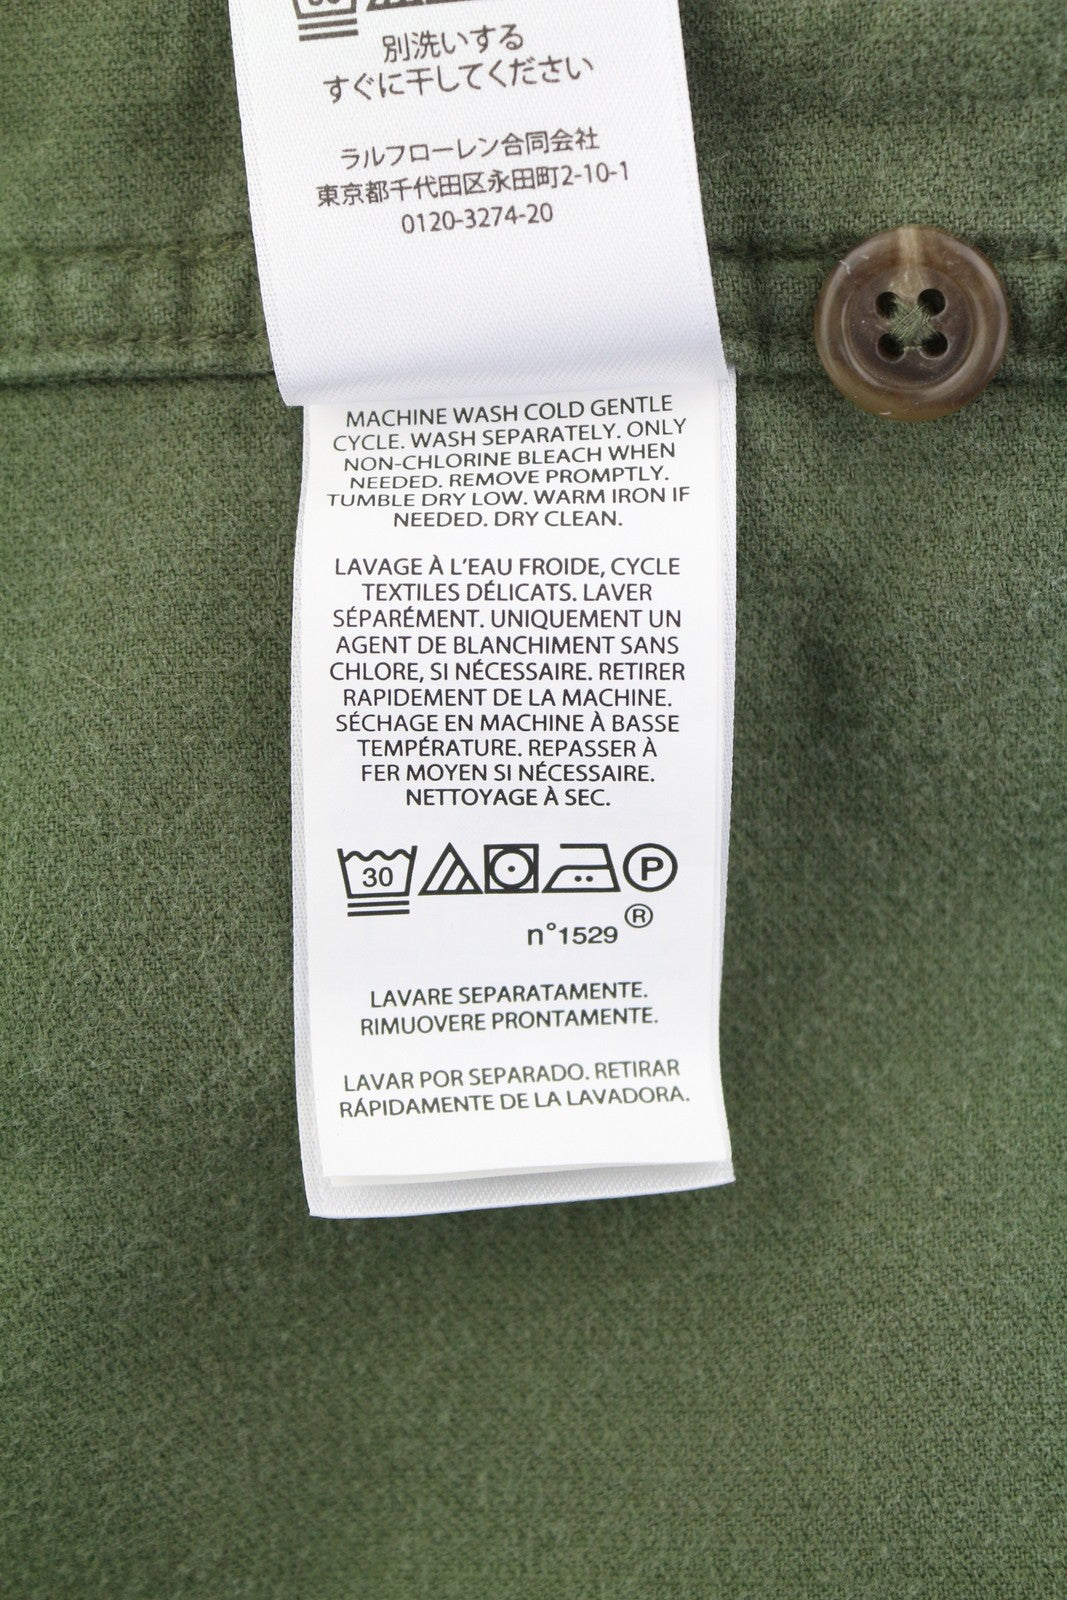 30
別洗いする
すぐに干してください
ラルフローレン合同会社
東京都千代田区永田町2-10-1
0120-3274-20
MACHINE WASH COLD GENTLE
CYCLE. WASH SEPARATELY. ONLY
NON-CHLORINE BLEACH WHEN
NEEDED. REMOVE PROMPTLY.
TUMBLE DRY LOW. WARM IRON IF
NEEDED. DRY CLEAN.
LAVAGE À L'EAU FROIDE, CYCLE
TEXTILES DÉLICATS. LAVER
SÉPARÉMENT. UNIQUEMENT UN
AGENT DE BLANCHIMENT SANS
CHLORE, SI NÉCESSAIRE. RETIRER
RAPIDEMENT DE LA MACHINE.
SÉCHAGE EN MACHINE À BASSE
TEMPÉRATURE. REPASSER À
FER MOYEN SI NÉCESSAIRE.
NETTOYAGE À SEC.
30 P
n°1529 ®
LAVARE SEPARATAMENTE.
RIMUOVERE PRONTAMENTE.
LAVAR POR SEPARADO. RETIRAR
RÁPIDAMENTE DE LA LAVADORA.